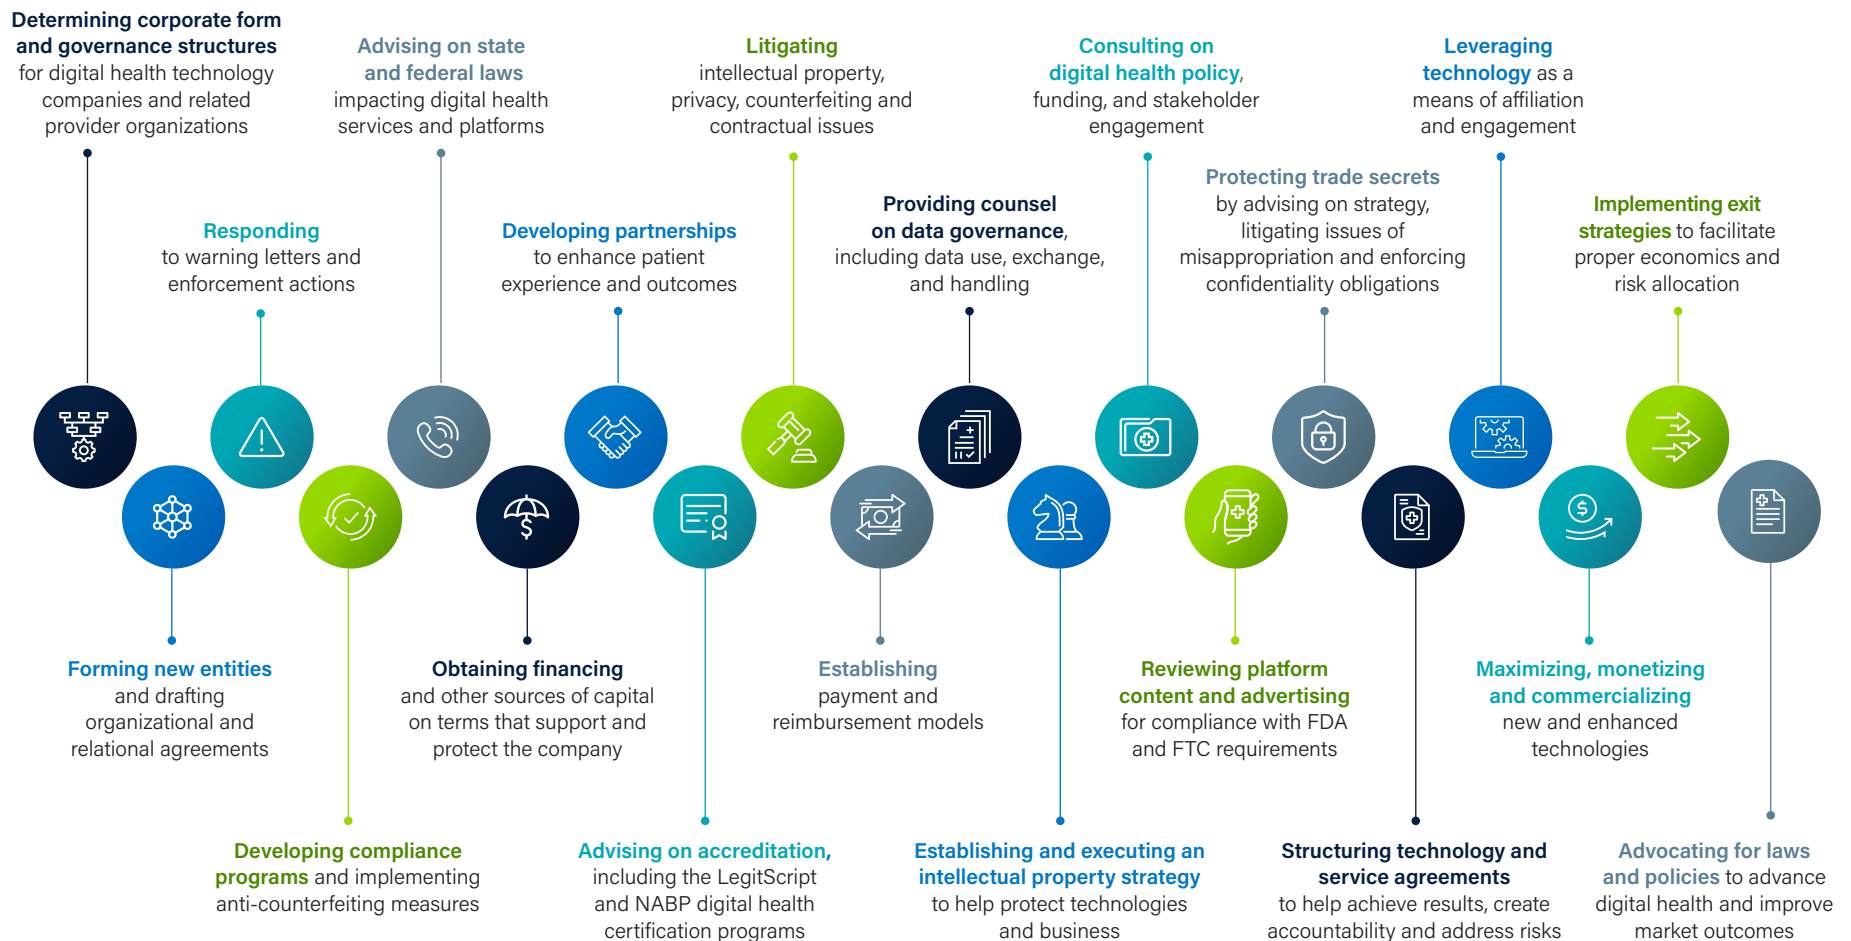 Determining corporate form
and governance structures
for digital health technology
companies and related
provider organizations
Advising on state
and federal laws
impacting digital health
services and platforms
Litigating
intellectual property,
privacy, counterfeiting and
contractual issues
Consulting on
digital health policy,
funding, and stakeholder
engagement
Leveraging
technology as a
means of affiliation
and engagement
Responding
to warning letters and
enforcement actions
Developing partnerships
to enhance patient
experience and outcomes
Providing counsel
on data governance,
including data use, exchange,
and handling
Protecting trade secrets
by advising on strategy,
litigating issues of
misappropriation and enforcing
confidentiality obligations
Implementing exit
strategies to facilitate
proper economics and
risk allocation
$
$
Forming new entities
and drafting
organizational and
relational agreements
Obtaining financing
and other sources of capital
on terms that support and
protect the company
Establishing
payment and
reimbursement models
Reviewing platform
content and advertising
for compliance with FDA
and FTC requirements
Maximizing, monetizing
and commercializing
new and enhanced
technologies
Developing compliance
programs and implementing
anti-counterfeiting measures
Advising on accreditation,
including the LegitScript
and NABP digital health
certification programs
Establishing and executing an
intellectual property strategy
to help protect technologies
and business
Structuring technology and
service agreements
to help achieve results, create
accountability and address risks
Advocating for laws
and policies to advance
digital health and improve
market outcomes